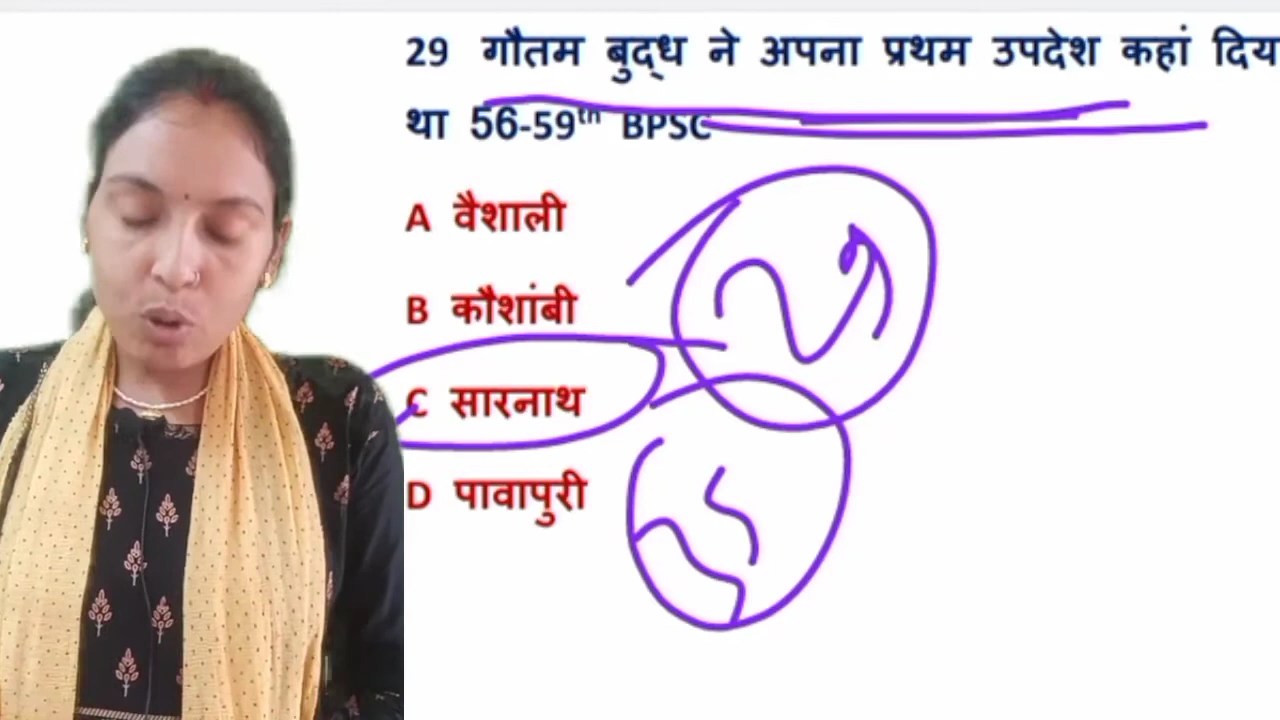 29 गौतम बुद्ध ने अपना प्रथम उपदेश कहां दिय
था 56-59th BPSC
A वैशाली
B कौशांबी
C सारनाथ
D पावापुरी